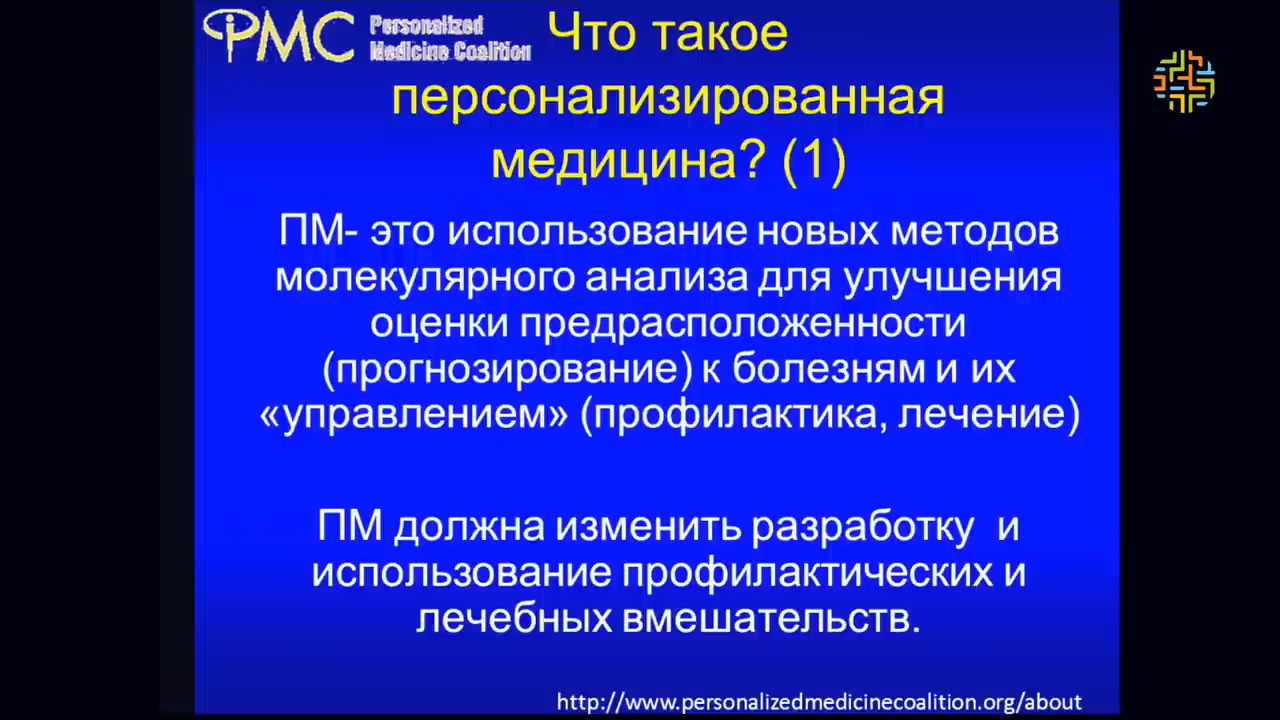 PMC Personalized
Medicine Coalition
Что такое
персонализированная
медицина? (1)
ПМ- это использование новых методов
молекулярного анализа для улучшения
оценки предрасположенности
(прогнозирование) к болезням и их
«управлением» (профилактика, лечение)
ПМ должна изменить разработку и
использование профилактических и
лечебных вмешательств.
http://www.personalizedmedicinecoalition.org/about